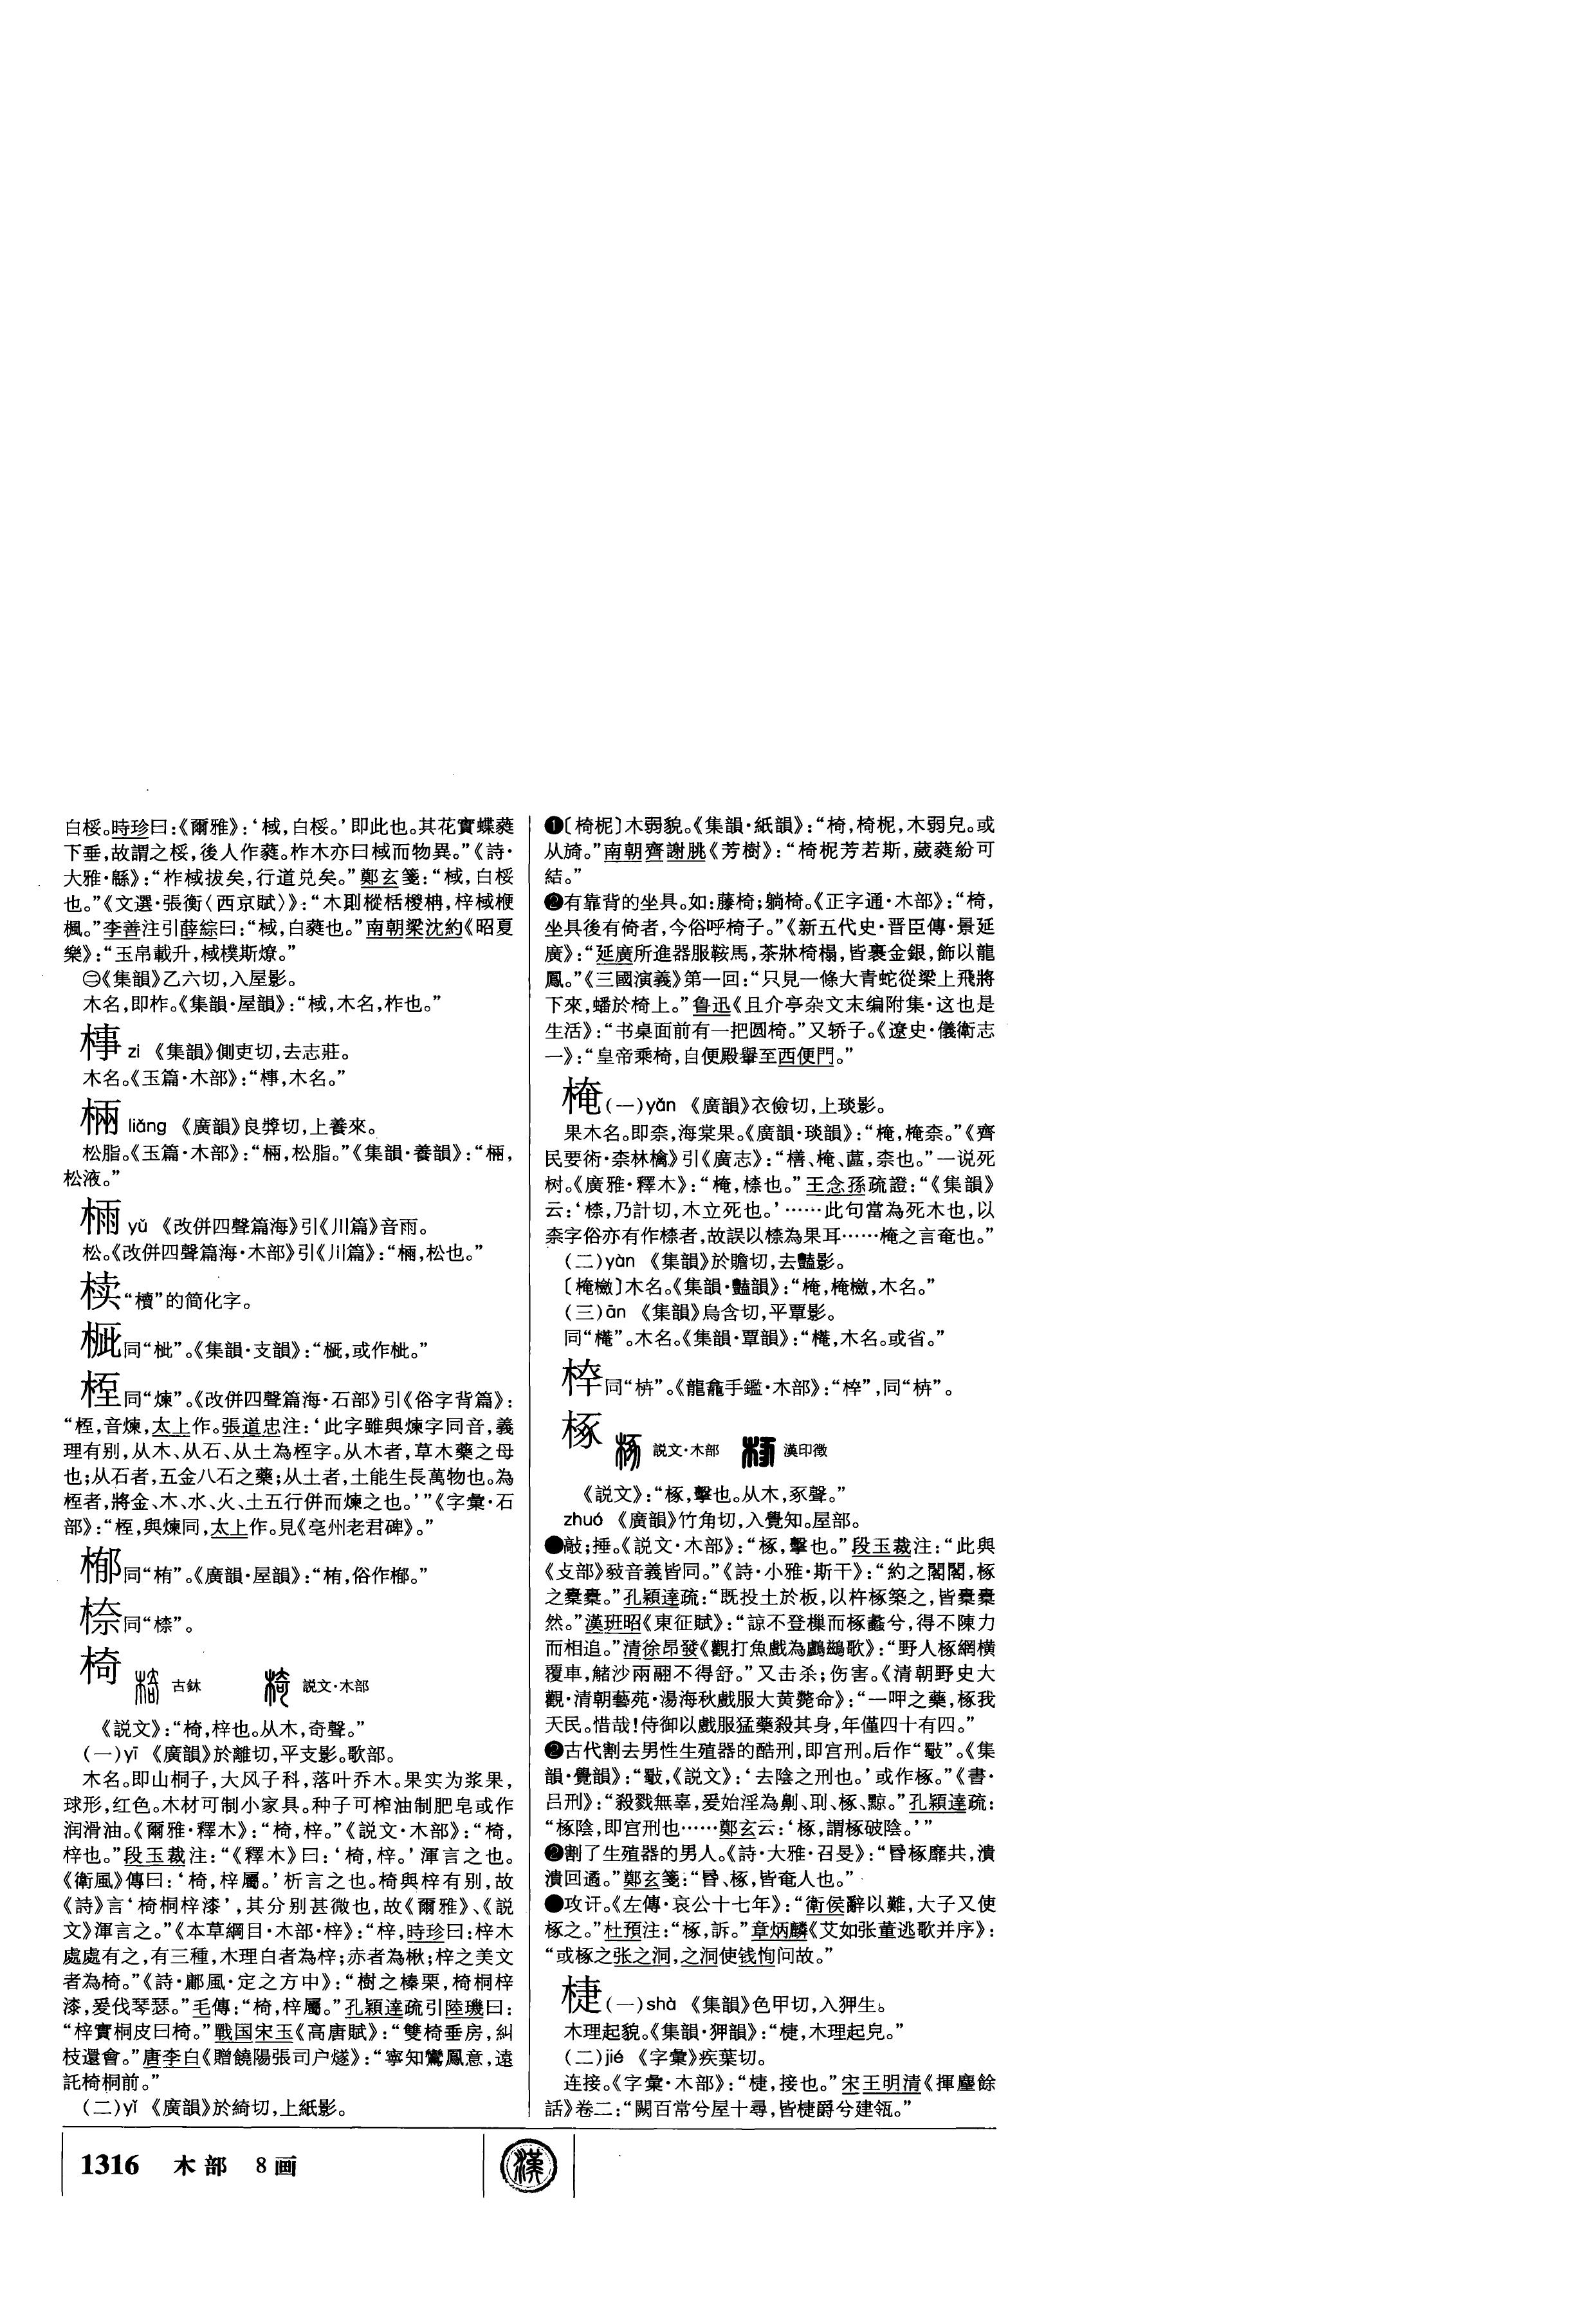 白桵。時珍曰:《爾雅》:‘棫,白桵。’即此也。其花實蝶蕤
下垂,故謂之桵,後人作蕤。柞木亦曰棫而物異。”《詩·
大雅·緜》:“柞棫拔矣,行道兑矣。”鄭玄箋:“棫,白桵
也。”《文選·張衡〈西京賦〉》:“木則樅栝椶柟,梓棫楩
楓。”李善注引薛綜曰:“棫,白蕤也。”南朝梁沈約《昭夏
樂》:“玉帛載升,棫樸斯燎。”
㊁《集韻》乙六切,入屋影。
木名,即柞。《集韻·屋韻》:“棫,木名,柞也。”
zì 《集韻》側吏切,去志莊。
木名。《玉篇·木部》:“,木名。”
㮿 liǎng 《廣韻》良獎切,上養來。
松脂。《玉篇·木部》:“㮿,松脂。”《集韻·養韻》:“㮿,
松液。”
yǔ 《改併四聲篇海》引《川篇》音雨。
松。《改併四聲篇海·木部》引《川篇》:“,松也。”
椟“櫝”的简化字。
同“㭰”。《集韻·支韻》:“,或作㭰。”
同“煉”。《改併四聲篇海·石部》引《俗字背篇》:
“,音煉,太上作。張道忠注:‘此字雖與煉字同音,義
理有别,从木、从石、从土為字。从木者,草木藥之母
也;从石者,五金八石之藥;从土者,土能生長萬物也。為
者,將金、木、水、火、土五行併而煉之也。’”《字彙·石
部》:“,與煉同,太上作。見《亳州老君碑》。”
同“栯”。《廣韻·屋韻》:“栯,俗作。”
㮏同“標”。
椅 古鉢 説文·木部
《説文》:“椅,梓也。从木,奇聲。”
(一)yī 《廣韻》於離切,平支影。歌部。
木名。即山桐子,大风子科,落叶乔木。果实为浆果,
球形,红色。木材可制小家具。种子可榨油制肥皂或作
润滑油。《爾雅·釋木》:“椅,梓。”《説文·木部》:“椅,
梓也。”段玉裁注:“《釋木》曰:‘椅,梓。’渾言之也。
《衛風》傳曰:‘椅,梓屬。’析言之也。椅與梓有别,故
《詩》言‘椅桐梓漆’,其分别甚微也,故《爾雅》、《説
文》渾言之。”《本草綱目·木部·梓》:“梓,時珍曰:梓木
處處有之,有三種,木理白者為梓;赤者為楸;梓之美文
者為椅。”《詩·鄘風·定之方中》:“樹之榛栗,椅桐梓
漆,爰伐琴瑟。”毛傳:“椅,梓屬。”孔穎達疏引陸璣曰:
“梓實桐皮曰椅。”戰国宋玉《高唐賦》:“雙椅垂房,糾
枝還會。”唐李白《贈饒陽張司户燧》:“寧知鸞鳳意,遠
託椅桐前。”
(二)yǐ 《廣韻》於綺切,上紙影。
❶〔椅柅〕木弱貌。《集韻·紙韻》:“椅,椅柅,木弱皃。或
从旖。”南朝齊謝朓《芳樹》:“椅柅芳若斯,葳蕤紛可
結。”
❷有靠背的坐具。如:藤椅;躺椅。《正字通·木部》:“椅,
坐具後有倚者,今俗呼椅子。”《新五代史·晋臣傳·景延
廣》:“延廣所進器服鞍馬,茶牀椅榻,皆裹金銀,飾以龍
鳳。”《三國演義》第一回:“只見一條大青蛇從梁上飛將
下來,蟠於椅上。”鲁迅《且介亭杂文末编附集·这也是
生活》:“书桌面前有一把圆椅。”又轿子。《遼史·儀衛志
一》:“皇帝乘椅,自便殿轝至西便門。”
㭺(一)yǎn 《廣韻》衣儉切,上琰影。
果木名。即柰,海棠果。《廣韻·琰韻》:“㭺,㭺柰。”《齊
民要術·柰林檎》引《廣志》:“橏、㭺、蘊,柰也。”一说死
树。《廣雅·釋木》:“㭺,㮏也。”王念孫疏證:“《集韻》
云:‘㮏,乃計切,木立死也。’……此句當為死木也,以
柰字俗亦有作㮏者,故誤以㮏為果耳……㭺之言奄也。”
(二)yàn 《集韻》於贍切,去豔影。
〔㭺檶〕木名。《集韻·豔韻》:“㭺,㭺檶,木名。”
(三)ān 《集韻》烏含切,平覃影。
同“𣜬”。木名。《集韻·覃韻》:“𣜬,木名。或省。”
椊同“枿”。《龍龕手鑑·木部》:“椊”,同“枿”。
椓 説文·木部 漢印徵
《説文》:“椓,擊也。从木,豖聲。”
zhuó 《廣韻》竹角切,入覺知。屋部。
●敲;捶。《説文·木部》:“椓,擊也。”段玉裁注:“此與
《攴部》㪬音義皆同。”《詩·小雅·斯干》:“約之閣閣,椓
之橐橐。”孔穎達疏:“既投土於板,以杵椓築之,皆橐橐
然。”漢班昭《東征賦》:“諒不登樔而椓蠡兮,得不陳力
而相追。”清徐昂發《觀打魚戲為鸕鷀歌》:“野人椓網横
覆車,艒沙兩翮不得舒。”又击杀;伤害。《清朝野史大
觀·清朝藝苑·湯海秋戲服大黄斃命》:“一呷之藥,椓我
天民。惜哉!侍御以戲服猛藥殺其身,年僅四十有四。”
❷古代割去男性生殖器的酷刑,即宫刑。后作“斀”。《集
韻·覺韻》:“斀,《説文》:‘去陰之刑也。’或作椓。”《書·
吕刑》:“殺戮無辜,爰始淫為劓、刵、椓、黥。”孔穎達疏:
“椓陰,即宫刑也……鄭玄云:‘椓,謂椓破陰。’”
❷割了生殖器的男人。《詩·大雅·召旻》:“昬椓靡共,潰
潰回遹。”鄭玄箋:“昬、椓,皆奄人也。”
●攻讦。《左傳·哀公十七年》:“衛侯辭以難,大子又使
椓之。”杜預注:“椓,訴。”章炳麟《艾如张董逃歌并序》:
“或椓之张之洞,之洞使钱恂问故。”
(一)shà 《集韻》色甲切,入狎生。
木理起貌。《集韻·狎韻》:“,木理起皃。”
(二)jié 《字彙》疾葉切。
连接。《字彙·木部》:“,接也。”宋王明清《揮麈餘
話》卷二:“闕百常兮屋十尋,皆爵兮建瓴。”
1316 木部 8画
漢